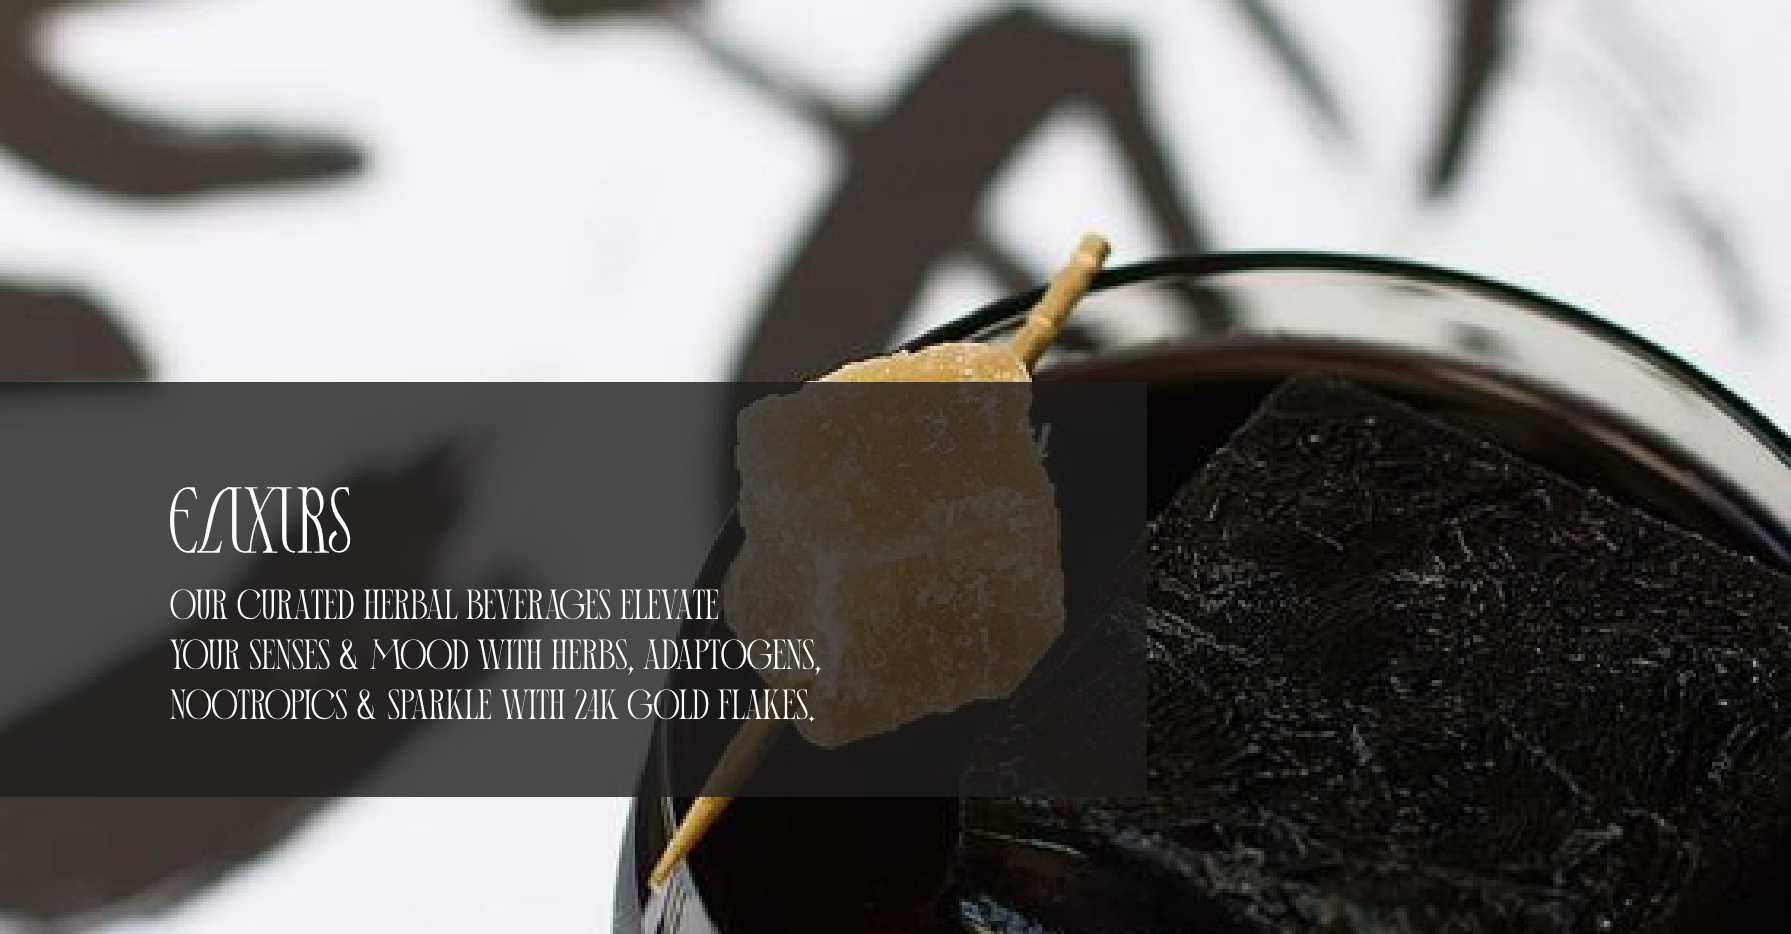 ELIXIRS
OUR CURATED HERBAL BEVERAGES ELEVATE
YOUR SENSES & MOOD WITH HERBS, ADAPTOGENS,
NOOTROPICS & SPARKLE WITH 24K GOLD FLAKES.